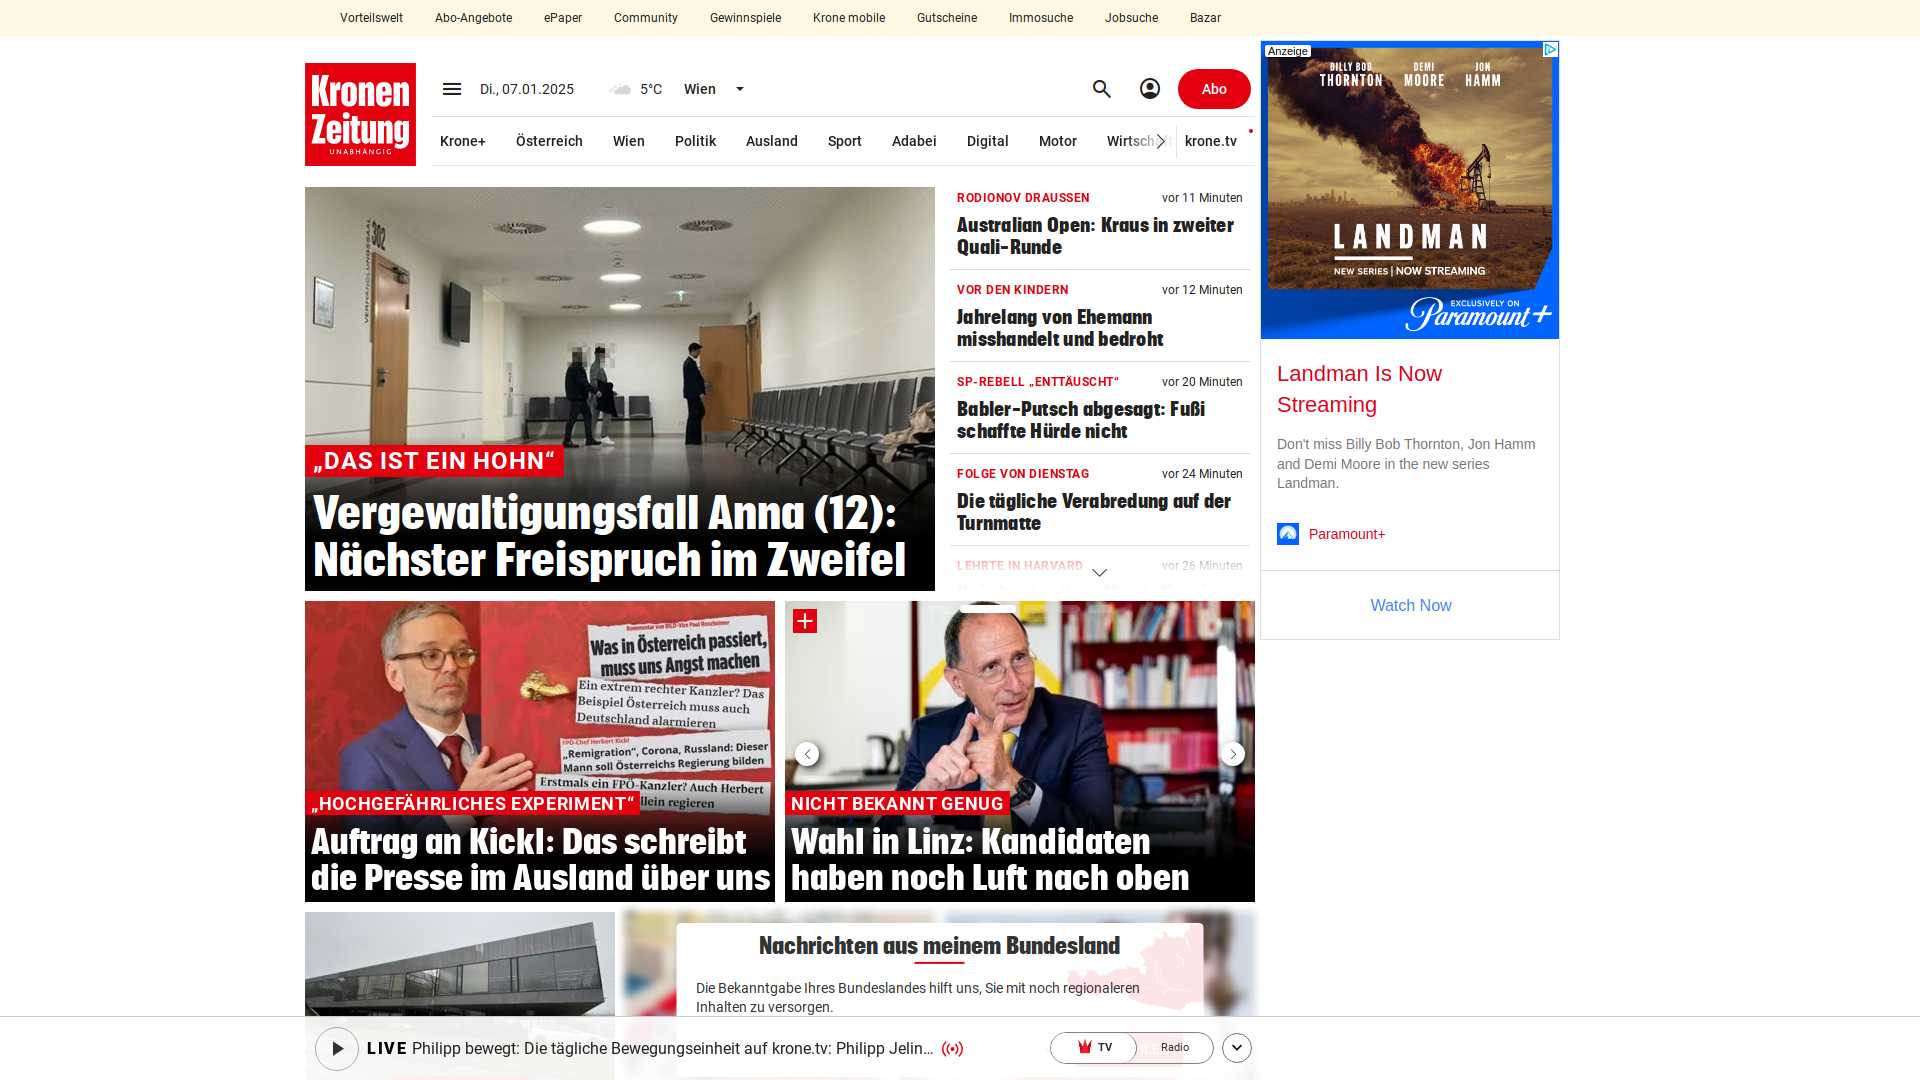 Vorteilswelt Abo-Angebote ePaper Community Gewinnspiele Krone mobile Gutscheine Immosuche Jobsuche Bazar
Kronen
Zeitung
UNABHÄNGIG
Di., 07.01.2025 5°C Wien
Abo
Krone+ Österreich Wien Politik Ausland Sport Adabei Digital Motor Wirtschaft krone.tv
302
„DAS IST EIN HOHN“
Vergewaltigungsfall Anna (12):
Nächster Freispruch im Zweifel
RODIONOV DRAUSSEN vor 11 Minuten
Australian Open: Kraus in zweiter
Quali-Runde
VOR DEN KINDERN vor 12 Minuten
Jahrelang von Ehemann
misshandelt und bedroht
SP-REBELL „ENTTÄUSCHT“ vor 20 Minuten
Babler-Putsch abgesagt: Fußi
schaffte Hürde nicht
FOLGE VON DIENSTAG vor 24 Minuten
Die tägliche Verabredung auf der
Turnmatte
LEHRTE IN HARVARD vor 26 Minuten
Anzeige
BILLY BOB THORNTON DEMI MOORE JON HAMM
LANDMAN
NEW SERIES | NOW STREAMING
EXCLUSIVELY ON
Paramount+
Landman Is Now
Streaming
Don't miss Billy Bob Thornton, Jon Hamm
and Demi Moore in the new series
Landman.
Paramount+
Watch Now
Was in Österreich passiert,
muss uns Angst machen
Ein extrem rechter Kanzler? Das
Beispiel Österreich muss auch
Deutschland alarmieren
FPÖ-Chef Herbert Kickl
„Remigration“, Corona, Russland: Dieser
Mann soll Österreichs Regierung bilden
Erstmals ein FPÖ-Kanzler? Auch Herbert
allein regieren
„HOCHGEFÄHRLICHES EXPERIMENT“
Auftrag an Kickl: Das schreibt
die Presse im Ausland über uns
NICHT BEKANNT GENUG
Wahl in Linz: Kandidaten
haben noch Luft nach oben
Nachrichten aus meinem Bundesland
Die Bekanntgabe Ihres Bundeslandes hilft uns, Sie mit noch regionaleren
Inhalten zu versorgen.
LIVE Philipp bewegt: Die tägliche Bewegungseinheit auf krone.tv: Philipp Jelin...
TV Radio